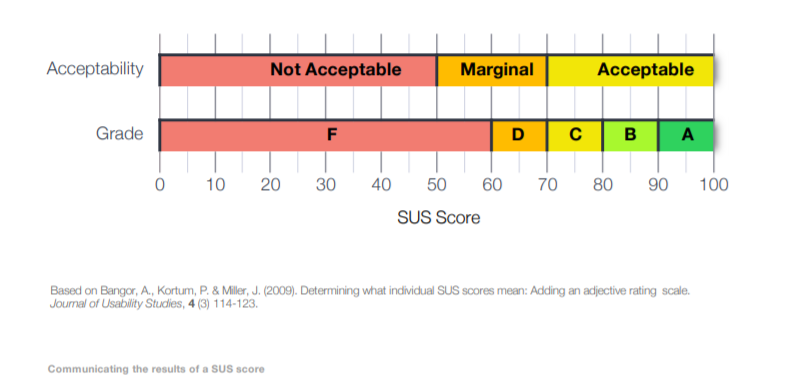 Acceptability
Not Acceptable Marginal Acceptable
Grade
F D C B A
0 10 20 30 40 50 60 70 80 90 100
SUS Score
Based on Bangor, A., Kortum, P. & Miller, J. (2009). Determining what individual SUS scores mean: Adding an adjective rating scale.
Journal of Usability Studies, 4 (3) 114-123.
Communicating the results of a SUS score